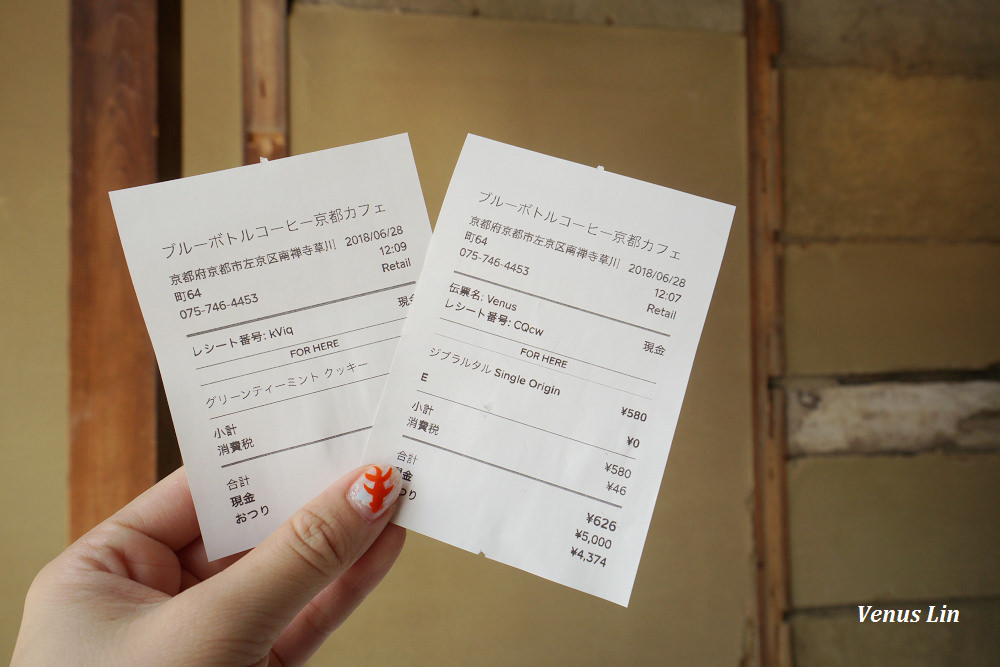 ブルーボトルコーヒー京都カフェ
京都府京都市左京区南禅寺草川 2018/06/28
町64 12:09
075-746-4453 Retail
レシート番号: kViq 現金
FOR HERE
グリーンティーミント クッキー
小計
消費税
合計
現金
おつり
ブルーボトルコーヒー京都カフェ
京都府京都市左京区南禅寺草川 2018/06/28
町64 12:07
075-746-4453 Retail
伝票名: Venus
レシート番号: CQcw 現金
FOR HERE
ジブラルタル Single Origin ¥580
E ¥0
小計 ¥580
消費税 ¥46
合計 ¥626
現金 ¥5,000
おつり ¥4,374
Venus Lin